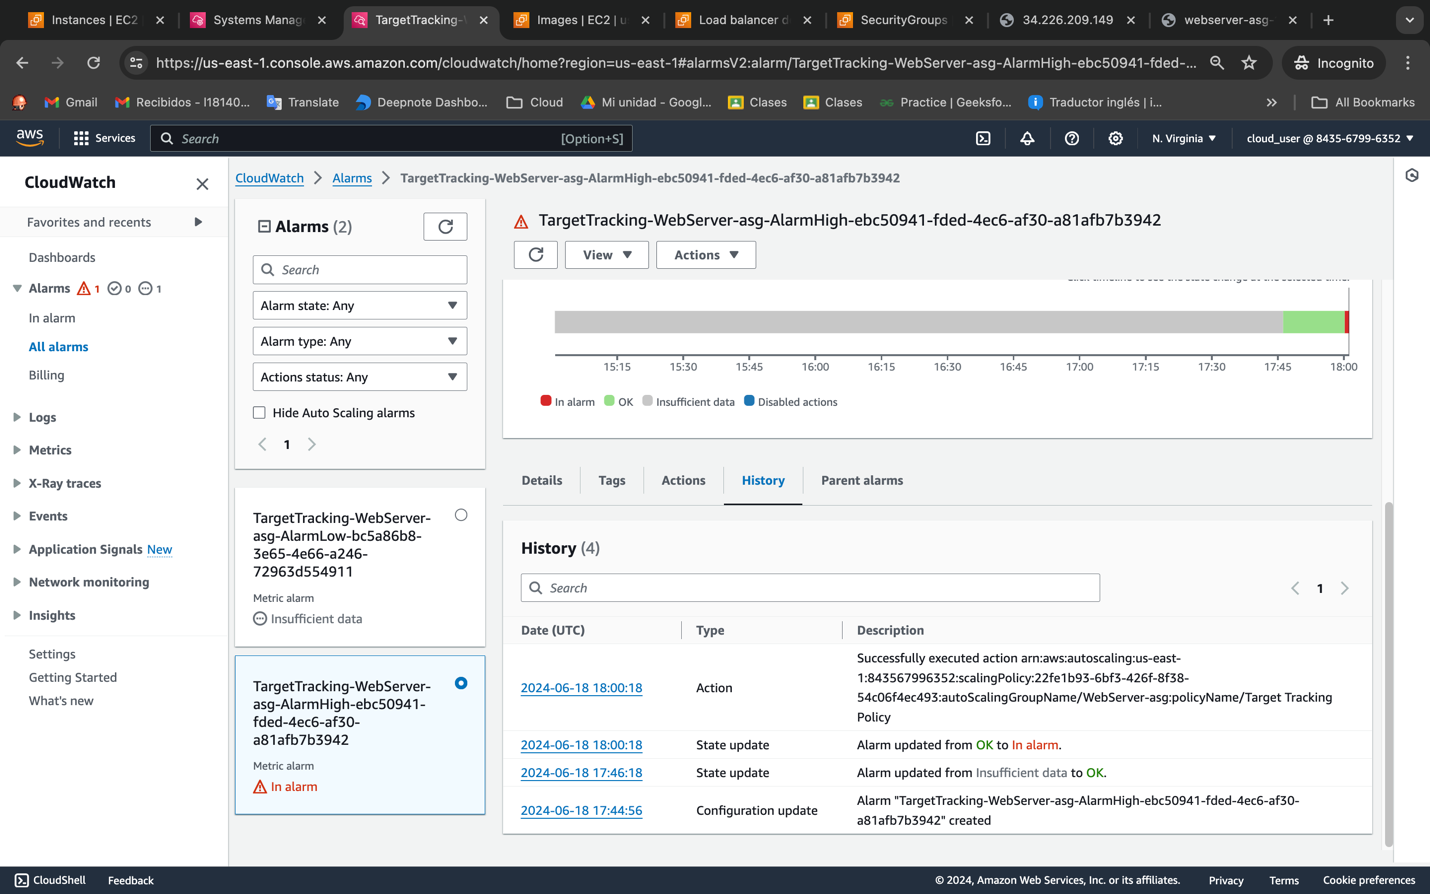 Instances | EC2
Systems Mana
TargetTracking-
Images | EC2 | u
Load balancer d
SecurityGroups
34.226.209.149
webserver-asg-
https://us-east-1.console.aws.amazon.com/cloudwatch/home?region=us-east-1#alarmsV2:alarm/TargetTracking-WebServer-asg-AlarmHigh-ebc50941-fded-...
Incognito
Gmail
Recibidos - l18140...
Translate
Deepnote Dashbo...
Cloud
Mi unidad - Googl...
Clases
Clases
Practice | Geeksfo...
Traductor inglés | i...
All Bookmarks
aws
Services
Search
[Option+S]
N. Virginia
cloud_user @ 8435-6799-6352
CloudWatch
Favorites and recents
Dashboards
Alarms 1 0 1
In alarm
All alarms
Billing
Logs
Metrics
X-Ray traces
Events
Application Signals New
Network monitoring
Insights
Settings
Getting Started
What's new
CloudWatch
Alarms
TargetTracking-WebServer-asg-AlarmHigh-ebc50941-fded-4ec6-af30-a81afb7b3942
Alarms (2)
Search
Alarm state: Any
Alarm type: Any
Actions status: Any
Hide Auto Scaling alarms
1
TargetTracking-WebServer-
asg-AlarmLow-bc5a86b8-
3e65-4e66-a246-
72963d554911
Metric alarm
Insufficient data
TargetTracking-WebServer-
asg-AlarmHigh-ebc50941-
fded-4ec6-af30-
a81afb7b3942
Metric alarm
In alarm
TargetTracking-WebServer-asg-AlarmHigh-ebc50941-fded-4ec6-af30-a81afb7b3942
View
Actions
Click timeline to see the state change at the selected time.
15:15 15:30 15:45 16:00 16:15 16:30 16:45 17:00 17:15 17:30 17:45 18:00
In alarm OK Insufficient data Disabled actions
Details
Tags
Actions
History
Parent alarms
History (4)
Search
1
Date (UTC) Type Description
2024-06-18 18:00:18 Action
Successfully executed action arn:aws:autoscaling:us-east-
1:843567996352:scalingPolicy:22fe1b93-6bf3-426f-8f38-
54c06f4ec493:autoScalingGroupName/WebServer-asg:policyName/Target Tracking
Policy
2024-06-18 18:00:18 State update Alarm updated from OK to In alarm.
2024-06-18 17:46:18 State update Alarm updated from Insufficient data to OK.
2024-06-18 17:44:56 Configuration update
Alarm "TargetTracking-WebServer-asg-AlarmHigh-ebc50941-fded-4ec6-af30-
a81afb7b3942" created
CloudShell
Feedback
© 2024, Amazon Web Services, Inc. or its affiliates.
Privacy
Terms
Cookie preferences